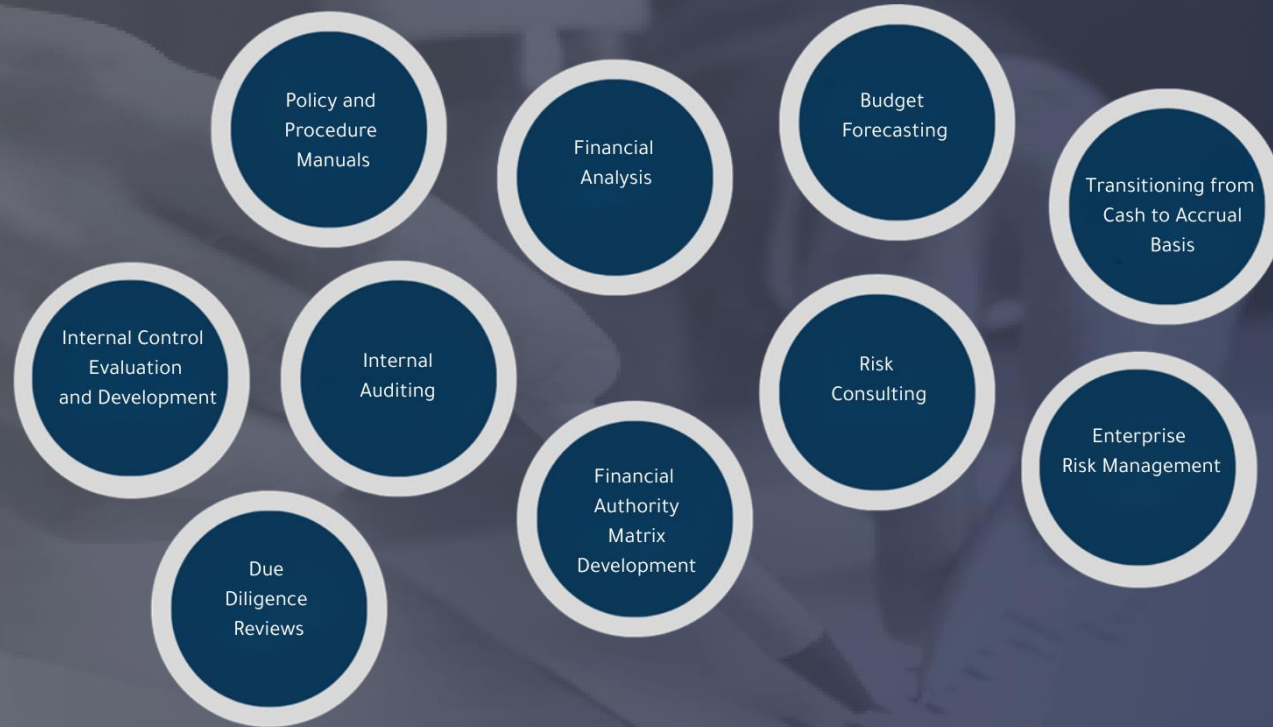 Policy and
Procedure
Manuals
Financial
Analysis
Budget
Forecasting
Transitioning from
Cash to Accrual
Basis
Internal Control
Evaluation
and Development
Internal
Auditing
Risk
Consulting
Enterprise
Risk Management
Financial
Authority
Matrix
Development
Due
Diligence
Reviews